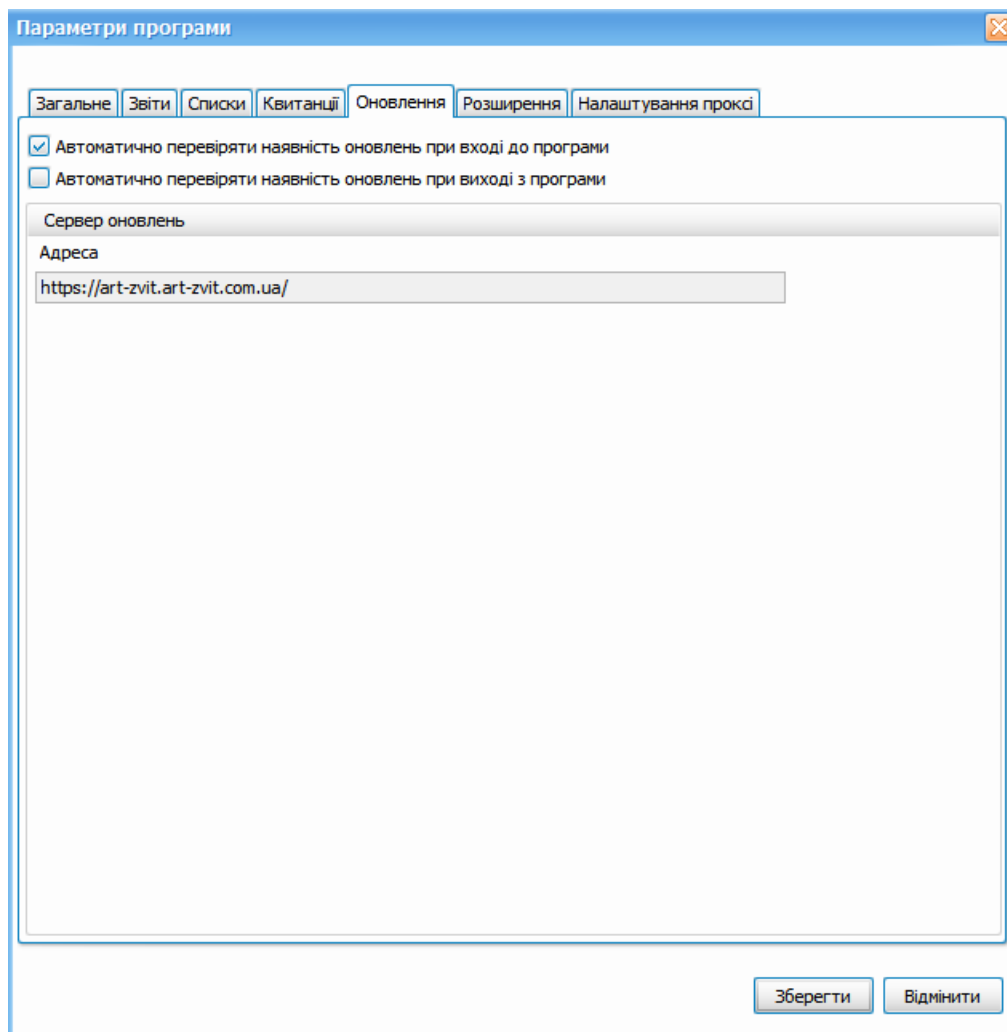 Параметри програми
Загальне Звіти Списки Квитанції Оновлення Розширення Налаштування проксі
Автоматично перевіряти наявність оновлень при вході до програми
Автоматично перевіряти наявність оновлень при виході з програми
Сервер оновлень
Адреса
https://art-zvit.art-zvit.com.ua/
Зберегти Відмінити